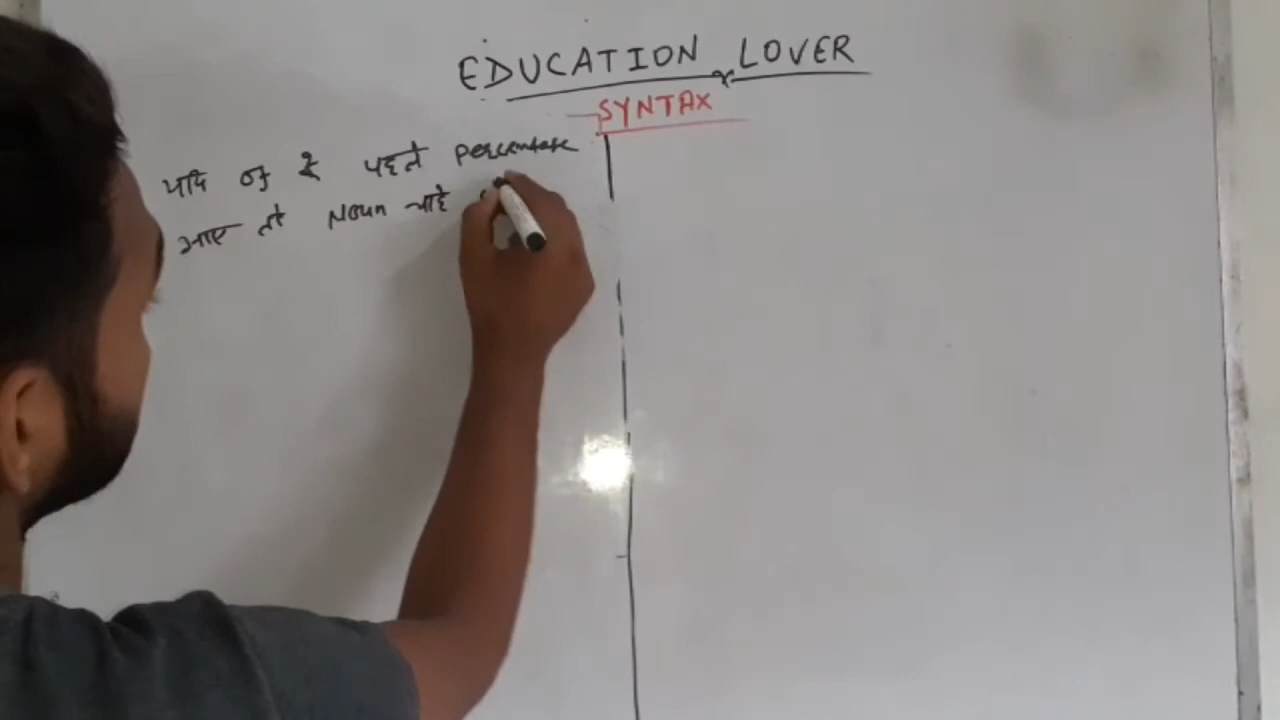 EDUCATION LOVER
SYNTAX
यदि of के पहले percentage
आए तो Noun चाहे